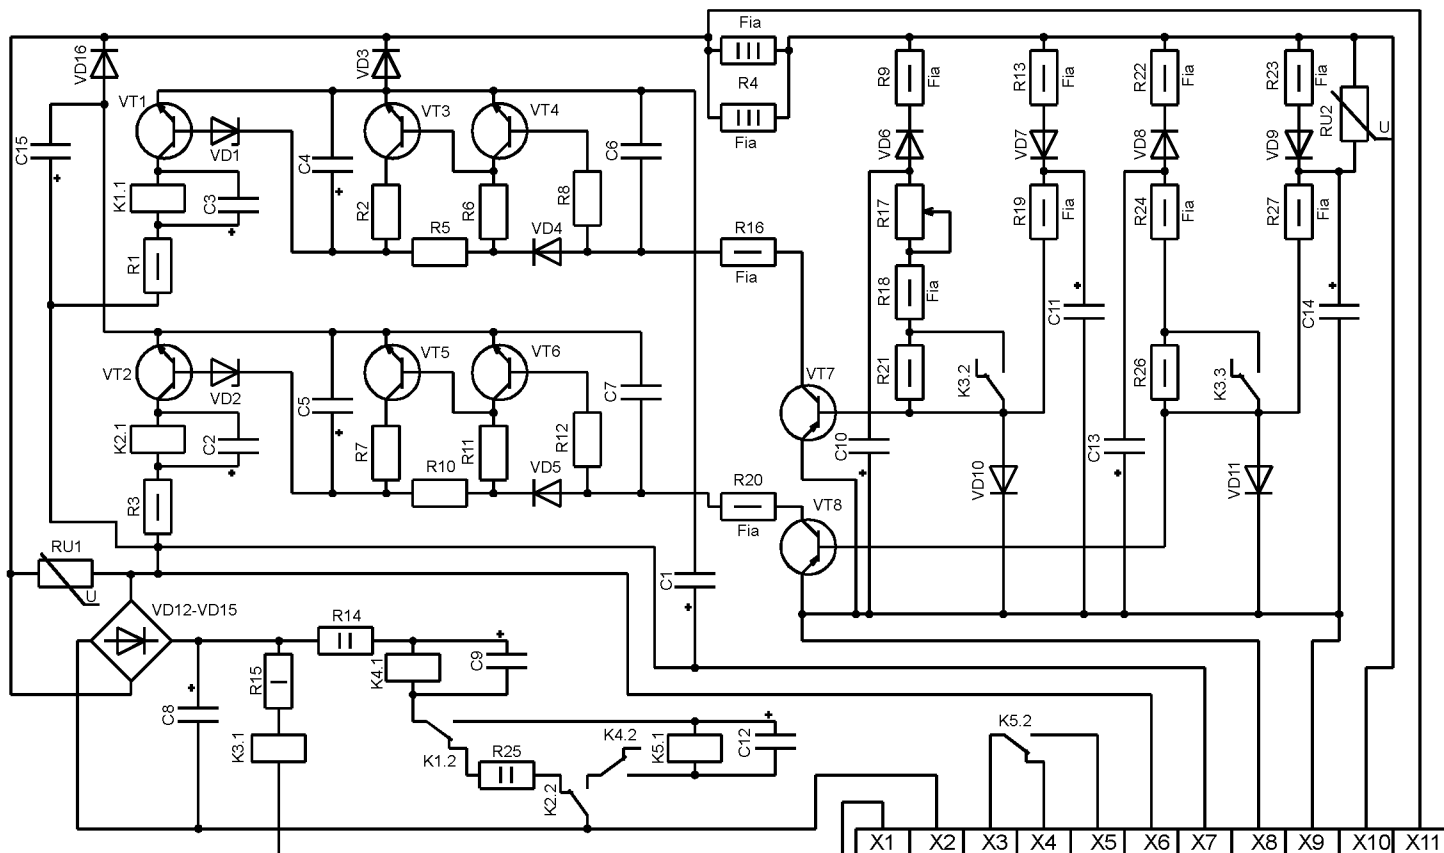 Fia
VD16
VD3
R4
R9
Fia
R13
Fia
R22
Fia
R23
Fia
RU2
U
VT1
VT3
VT4
C15
VD1
C4
C6
Fia
VD6
VD7
VD8
VD9
K1.1
C3
R2
R6
R8
R17
R19
Fia
R24
Fia
R27
Fia
R5
VD4
R16
Fia
R1
R18
Fia
C11
C14
VT2
VT5
VT6
VD2
C5
C7
VT7
R21
K3.2
R26
K3.3
K2.1
C2
R7
R11
R12
C10
C13
R10
VD5
R20
Fia
VD10
VD11
R3
VT8
RU1
U
C1
VD12-VD15
R14
K4.1
C9
R15
C8
K3.1
K1.2
R25
K2.2
K4.2
K5.1
C12
K5.2
X1 X2 X3 X4 X5 X6 X7 X8 X9 X10 X11